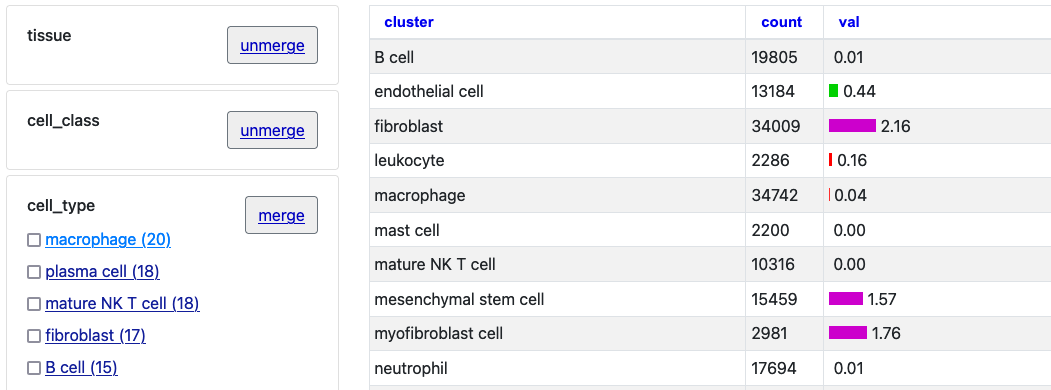 tissue
unmerge
cell_class
unmerge
cell_type
merge
macrophage (20)
plasma cell (18)
mature NK T cell (18)
fibroblast (17)
B cell (15)
cluster count val
B cell 19805 0.01
endothelial cell 13184 0.44
fibroblast 34009 2.16
leukocyte 2286 0.16
macrophage 34742 0.04
mast cell 2200 0.00
mature NK T cell 10316 0.00
mesenchymal stem cell 15459 1.57
myofibroblast cell 2981 1.76
neutrophil 17694 0.01